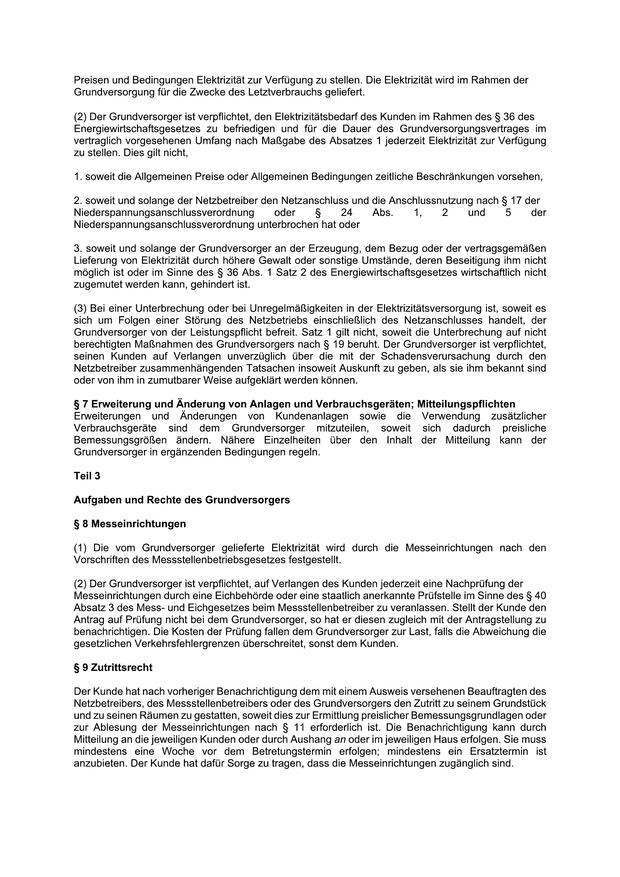 Preisen und Bedingungen Elektrizität zur Verfügung zu stellen. Die Elektrizität wird im Rahmen der
Grundversorgung für die Zwecke des Letztverbrauchs geliefert.
(2) Der Grundversorger ist verpflichtet, den Elektrizitätsbedarf des Kunden im Rahmen des § 36 des
Energiewirtschaftsgesetzes zu befriedigen und für die Dauer des Grundversorgungsvertrages im
vertraglich vorgesehenen Umfang nach Maßgabe des Absatzes 1 jederzeit Elektrizität zur Verfügung
zu stellen. Dies gilt nicht,
1. soweit die Allgemeinen Preise oder Allgemeinen Bedingungen zeitliche Beschränkungen vorsehen,
2. soweit und solange der Netzbetreiber den Netzanschluss und die Anschlussnutzung nach § 17 der
Niederspannungsanschlussverordnung oder § 24 Abs. 1, 2 und 5 der
Niederspannungsanschlussverordnung unterbrochen hat oder
3. soweit und solange der Grundversorger an der Erzeugung, dem Bezug oder der vertragsgemäßen
Lieferung von Elektrizität durch höhere Gewalt oder sonstige Umstände, deren Beseitigung ihm nicht
möglich ist oder im Sinne des § 36 Abs. 1 Satz 2 des Energiewirtschaftsgesetzes wirtschaftlich nicht
zugemutet werden kann, gehindert ist.
(3) Bei einer Unterbrechung oder bei Unregelmäßigkeiten in der Elektrizitätsversorgung ist, soweit es
sich um Folgen einer Störung des Netzbetriebs einschließlich des Netzanschlusses handelt, der
Grundversorger von der Leistungspflicht befreit. Satz 1 gilt nicht, soweit die Unterbrechung auf nicht
berechtigten Maßnahmen des Grundversorgers nach § 19 beruht. Der Grundversorger ist verpflichtet,
seinen Kunden auf Verlangen unverzüglich über die mit der Schadensverursachung durch den
Netzbetreiber zusammenhängenden Tatsachen insoweit Auskunft zu geben, als sie ihm bekannt sind
oder von ihm in zumutbarer Weise aufgeklärt werden können.
§ 7 Erweiterung und Änderung von Anlagen und Verbrauchsgeräten; Mitteilungspflichten
Erweiterungen und Änderungen von Kundenanlagen sowie die Verwendung zusätzlicher
Verbrauchsgeräte sind dem Grundversorger mitzuteilen, soweit sich dadurch preisliche
Bemessungsgrößen ändern. Nähere Einzelheiten über den Inhalt der Mitteilung kann der
Grundversorger in ergänzenden Bedingungen regeln.
Teil 3
Aufgaben und Rechte des Grundversorgers
§ 8 Messeinrichtungen
(1) Die vom Grundversorger gelieferte Elektrizität wird durch die Messeinrichtungen nach den
Vorschriften des Messstellenbetriebsgesetzes festgestellt.
(2) Der Grundversorger ist verpflichtet, auf Verlangen des Kunden jederzeit eine Nachprüfung der
Messeinrichtungen durch eine Eichbehörde oder eine staatlich anerkannte Prüfstelle im Sinne des § 40
Absatz 3 des Mess- und Eichgesetzes beim Messstellenbetreiber zu veranlassen. Stellt der Kunde den
Antrag auf Prüfung nicht bei dem Grundversorger, so hat er diesen zugleich mit der Antragstellung zu
benachrichtigen. Die Kosten der Prüfung fallen dem Grundversorger zur Last, falls die Abweichung die
gesetzlichen Verkehrsfehlergrenzen überschreitet, sonst dem Kunden.
§ 9 Zutrittsrecht
Der Kunde hat nach vorheriger Benachrichtigung dem mit einem Ausweis versehenen Beauftragten des
Netzbetreibers, des Messstellenbetreibers oder des Grundversorgers den Zutritt zu seinem Grundstück
und zu seinen Räumen zu gestatten, soweit dies zur Ermittlung preislicher Bemessungsgrundlagen oder
zur Ablesung der Messeinrichtungen nach § 11 erforderlich ist. Die Benachrichtigung kann durch
Mitteilung an die jeweiligen Kunden oder durch Aushang an oder im jeweiligen Haus erfolgen. Sie muss
mindestens eine Woche vor dem Betretungstermin erfolgen; mindestens ein Ersatztermin ist
anzubieten. Der Kunde hat dafür Sorge zu tragen, dass die Messeinrichtungen zugänglich sind.